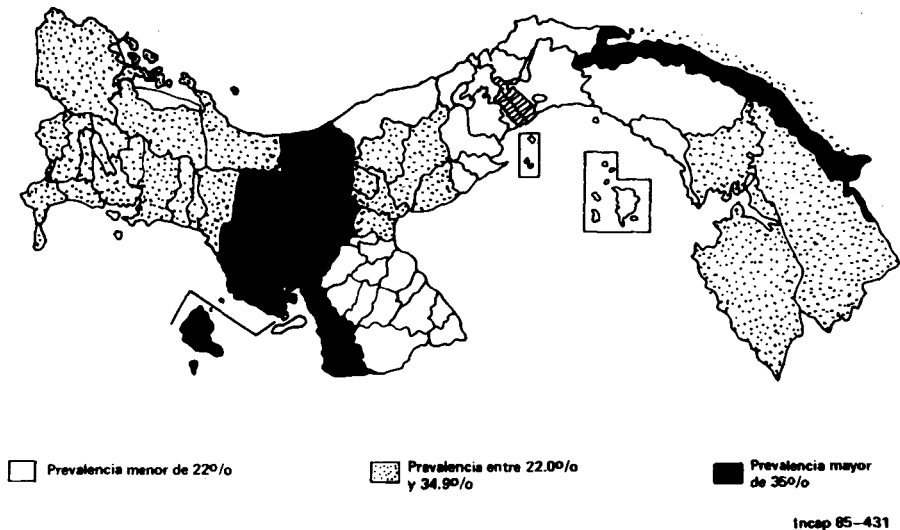 Prevalencia menor de 22º/o
Prevalencia entre 22.0º/o
y 34.9º/o
Prevalencia mayor
de 35º/o
incap 85-431